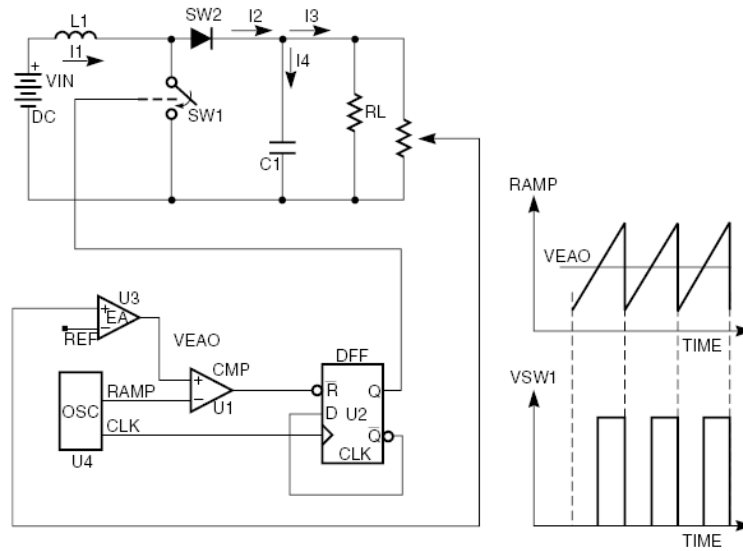 L1
SW2
I2
I3
I1
I4
+
VIN
DC
SW1
RL
C1
RAMP
VEAO
TIME
VSW1
TIME
U3
+
EA
−
REF
VEAO
DFF
CMP
+
−
U1
R
Q
D
U2
Q
CLK
OSC
RAMP
CLK
U4